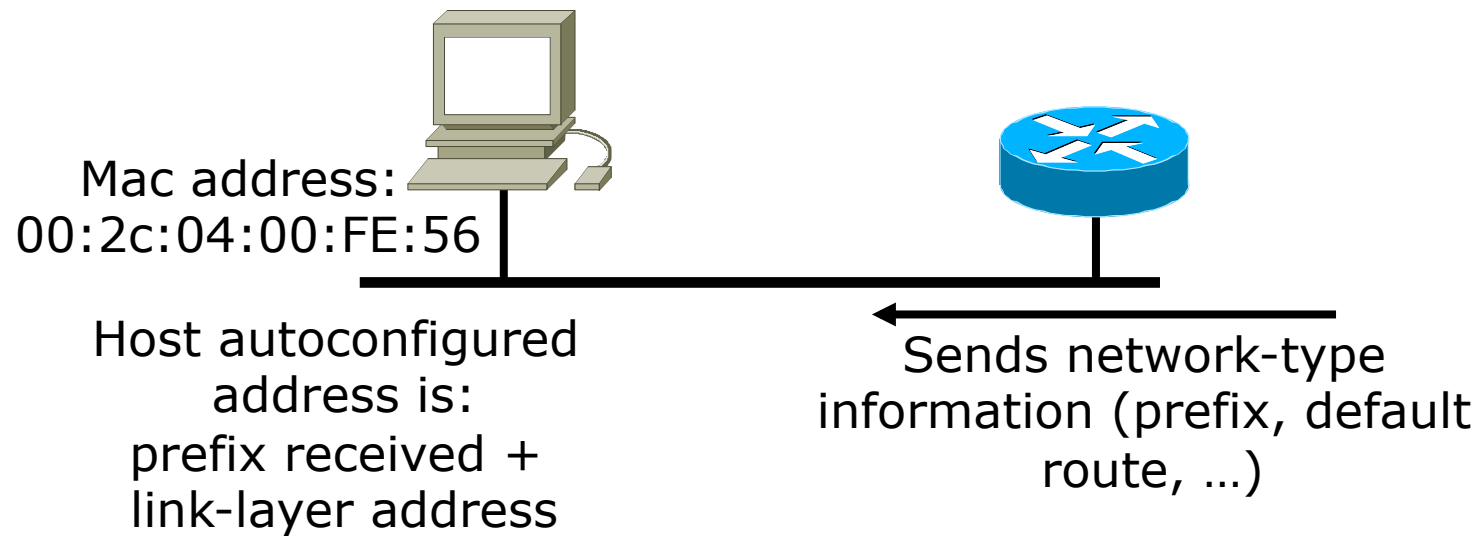 Mac address:
00:2c:04:00:FE:56
Host autoconfigured
address is:
prefix received +
link-layer address
Sends network-type
information (prefix, default
route, …)